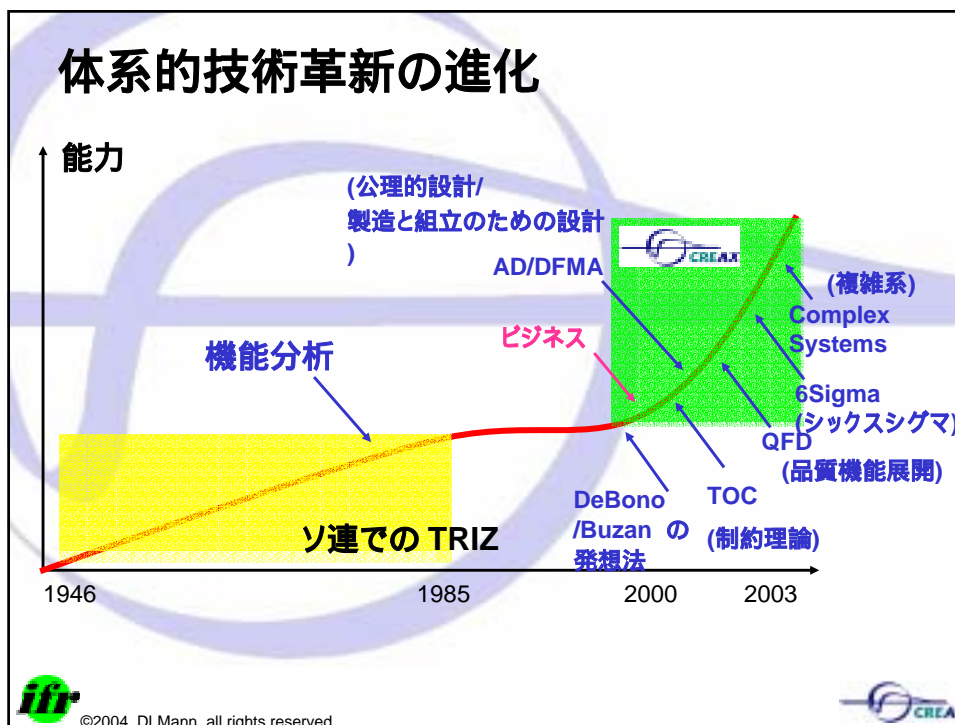 体系的技術革新の進化
能力
(公理的設計/
製造と組立のための設計
)
CREAX
AD/DFMA
(複雑系)
Complex
Systems
ビジネス
機能分析
6Sigma
(シックスシグマ)
QFD
(品質機能展開)
DeBono
/Buzan の
発想法
TOC
(制約理論)
ソ連での TRIZ
1946
1985
2000
2003
ifr
©2004, DLMann, all rights reserved
CREA